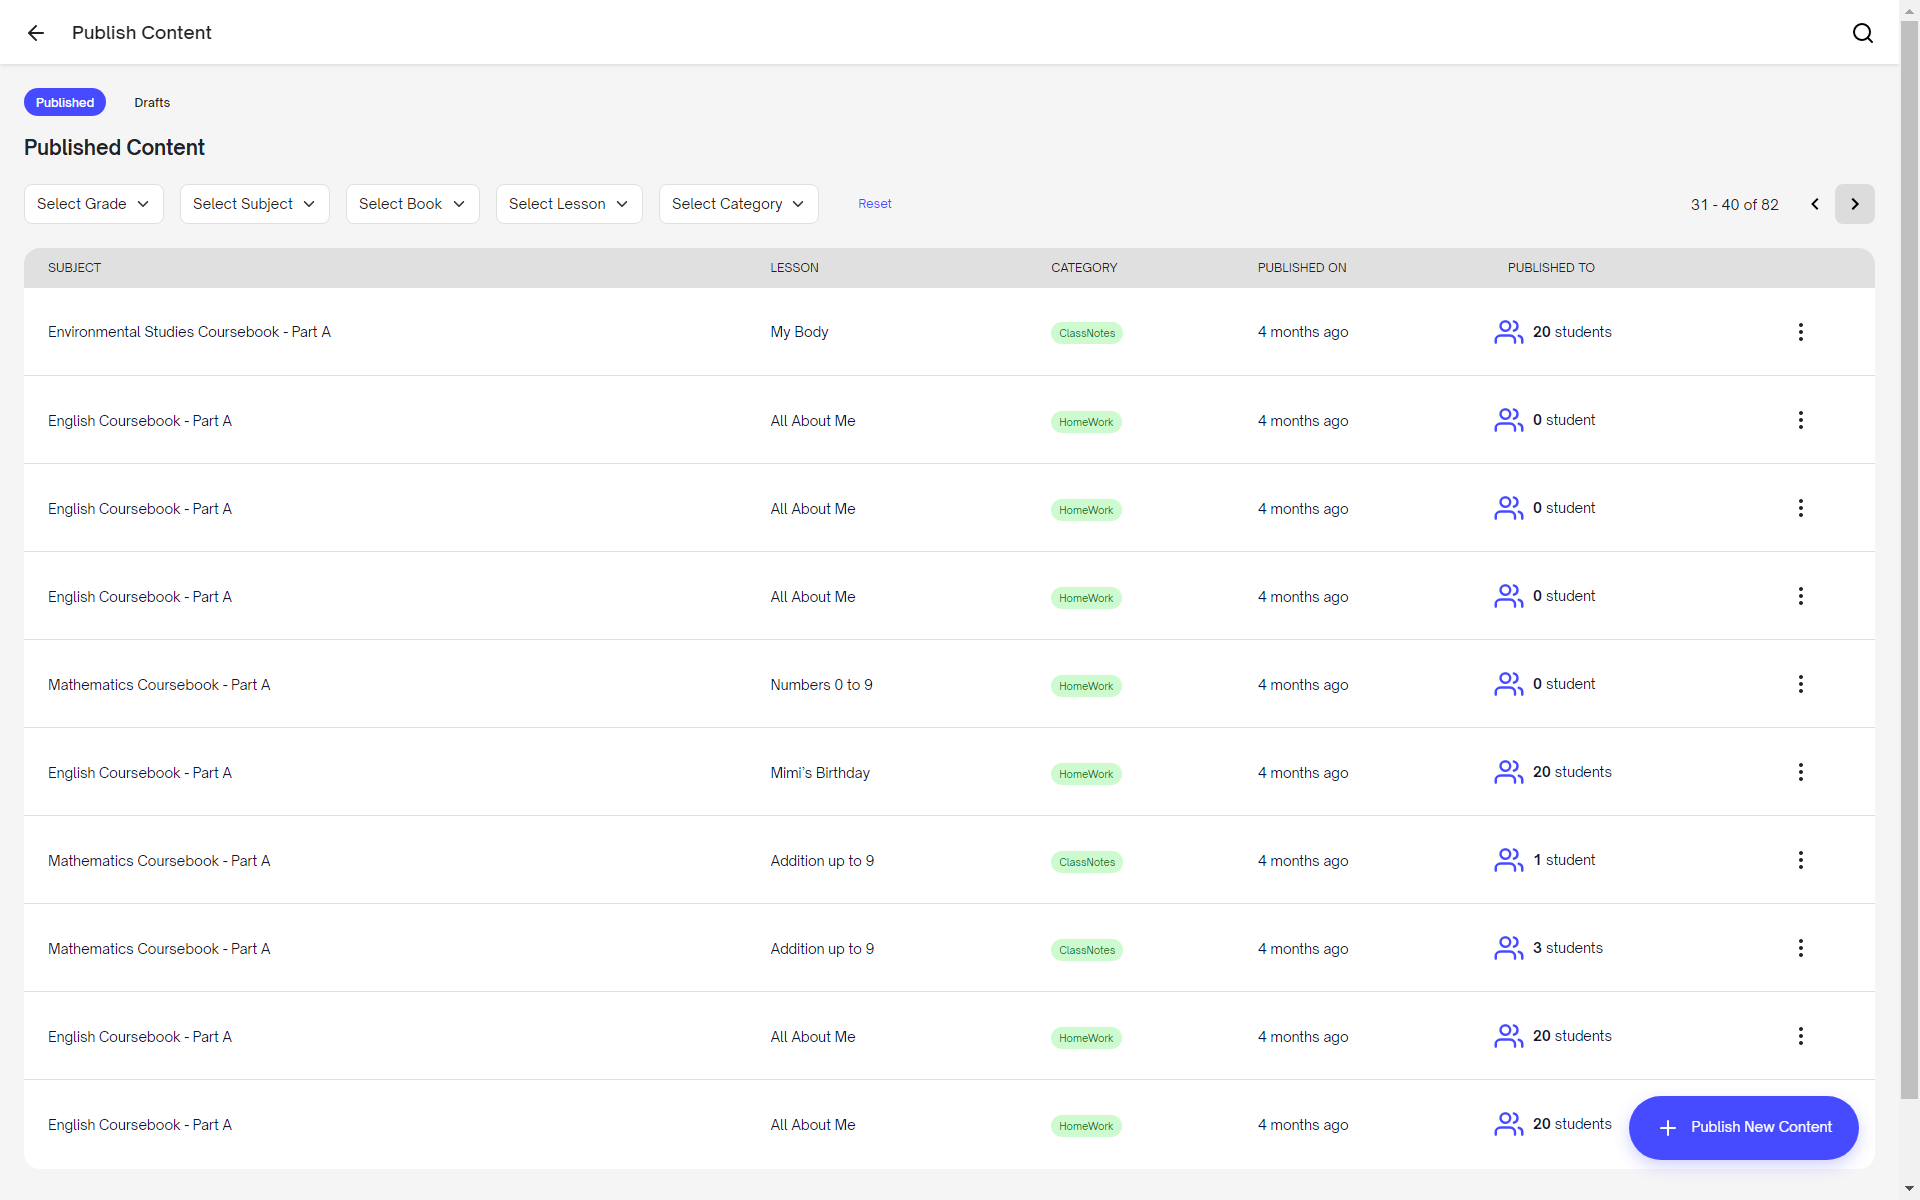 Publish Content
Published Drafts
Published Content
Select Grade Select Subject Select Book Select Lesson Select Category Reset 31 - 40 of 82
SUBJECT LESSON CATEGORY PUBLISHED ON PUBLISHED TO
Environmental Studies Coursebook - Part A My Body ClassNotes 4 months ago 20 students
English Coursebook - Part A All About Me HomeWork 4 months ago 0 student
English Coursebook - Part A All About Me HomeWork 4 months ago 0 student
English Coursebook - Part A All About Me HomeWork 4 months ago 0 student
Mathematics Coursebook - Part A Numbers 0 to 9 HomeWork 4 months ago 0 student
English Coursebook - Part A Mimi's Birthday HomeWork 4 months ago 20 students
Mathematics Coursebook - Part A Addition up to 9 ClassNotes 4 months ago 1 student
Mathematics Coursebook - Part A Addition up to 9 ClassNotes 4 months ago 3 students
English Coursebook - Part A All About Me HomeWork 4 months ago 20 students
English Coursebook - Part A All About Me HomeWork 4 months ago 20 students
Publish New Content